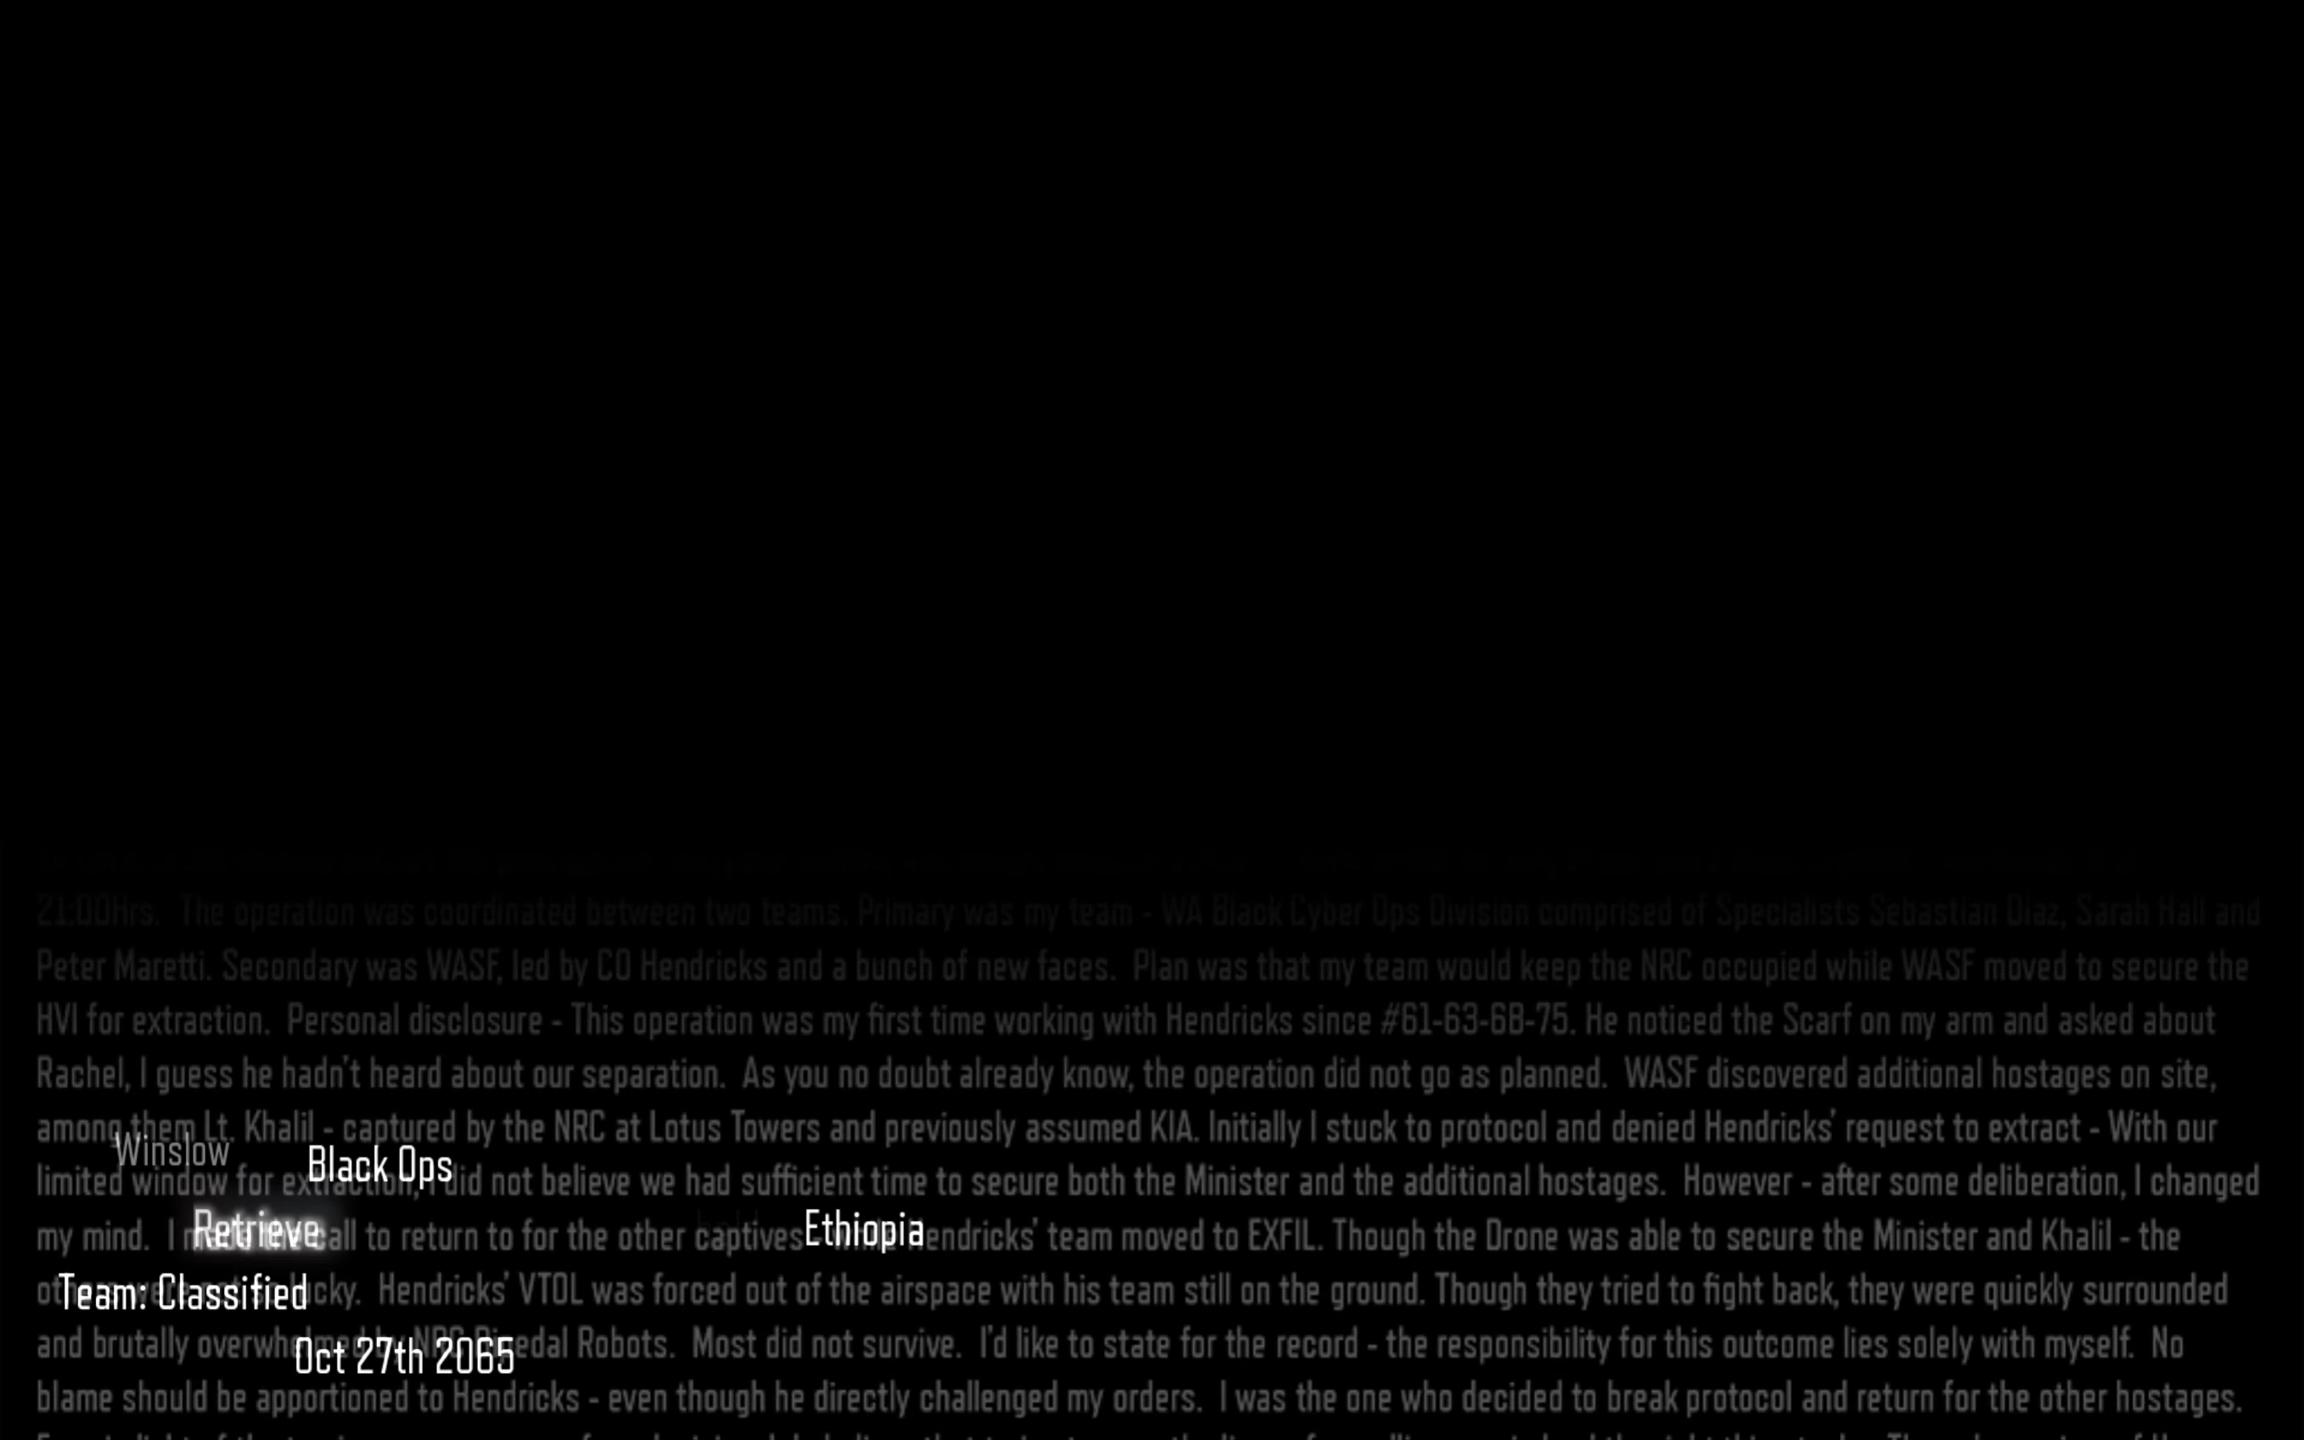 21:00Hrs. The operation was coordinated between two teams. Primary was my team - WA Black Cyber Ops Division comprised of Specialists Sebastian Diaz, Sarah Hall and
Peter Maretti. Secondary was WASF, led by CO Hendricks and a bunch of new faces. Plan was that my team would keep the NRC occupied while WASF moved to secure the
HVI for extraction. Personal disclosure - This operation was my first time working with Hendricks since #61-63-6B-75. He noticed the Scarf on my arm and asked about
Rachel, I guess he hadn't heard about our separation. As you no doubt already know, the operation did not go as planned. WASF discovered additional hostages on site,
among them Lt. Khalil - captured by the NRC at Lotus Towers and previously assumed KIA. Initially I stuck to protocol and denied Hendricks' request to extract - With our
Winslow
Black Ops
limited window for extraction, I did not believe we had sufficient time to secure both the Minister and the additional hostages. However - after some deliberation, I changed
Retrieve
Ethiopia
my mind. I call to return to for the other captives - Hendricks' team moved to EXFIL. Though the Drone was able to secure the Minister and Khalil - the
Team: Classified
lucky. Hendricks' VTOL was forced out of the airspace with his team still on the ground. Though they tried to fight back, they were quickly surrounded
and brutally overwhelmed by NRC Bipedal Robots. Most did not survive. I'd like to state for the record - the responsibility for this outcome lies solely with myself. No
Oct 27th 2065
blame should be apportioned to Hendricks - even though he directly challenged my orders. I was the one who decided to break protocol and return for the other hostages.